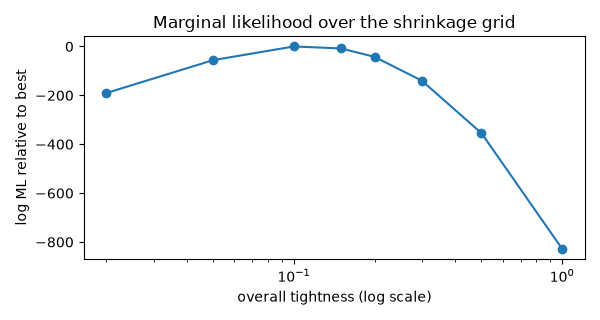 Marginal likelihood over the shrinkage grid
log ML relative to best
0
−200
−400
−600
−800
10⁻¹
10⁰
overall tightness (log scale)